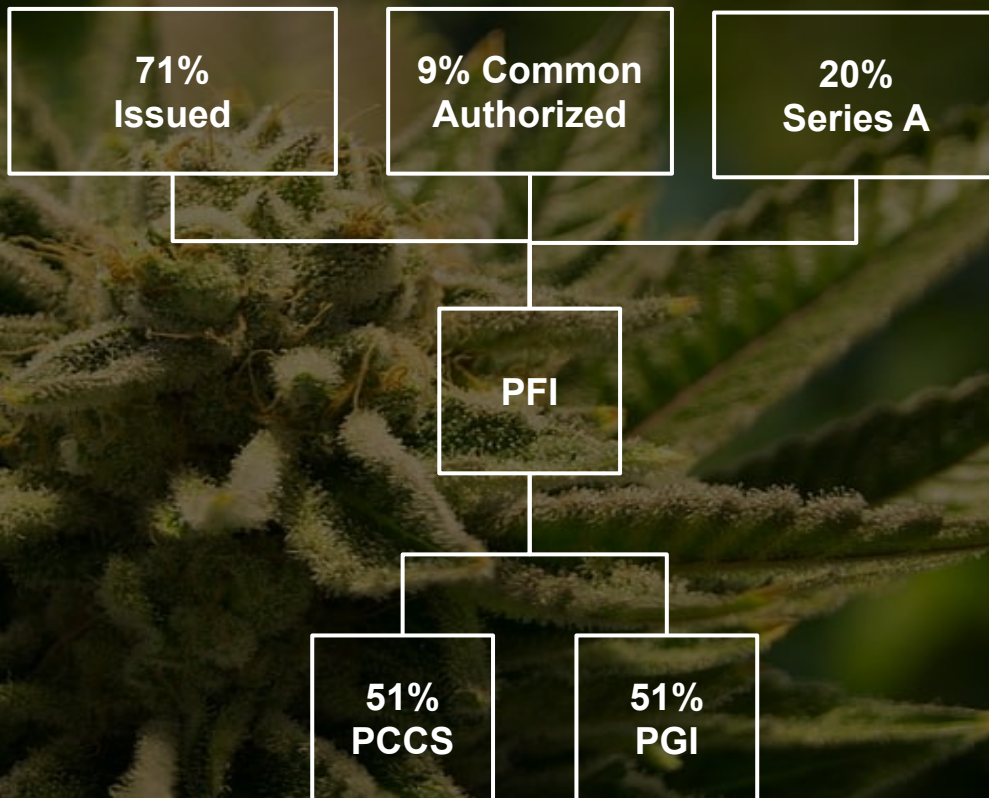 71%
Issued
9% Common
Authorized
20%
Series A
PFI
51%
PCCS
51%
PGI